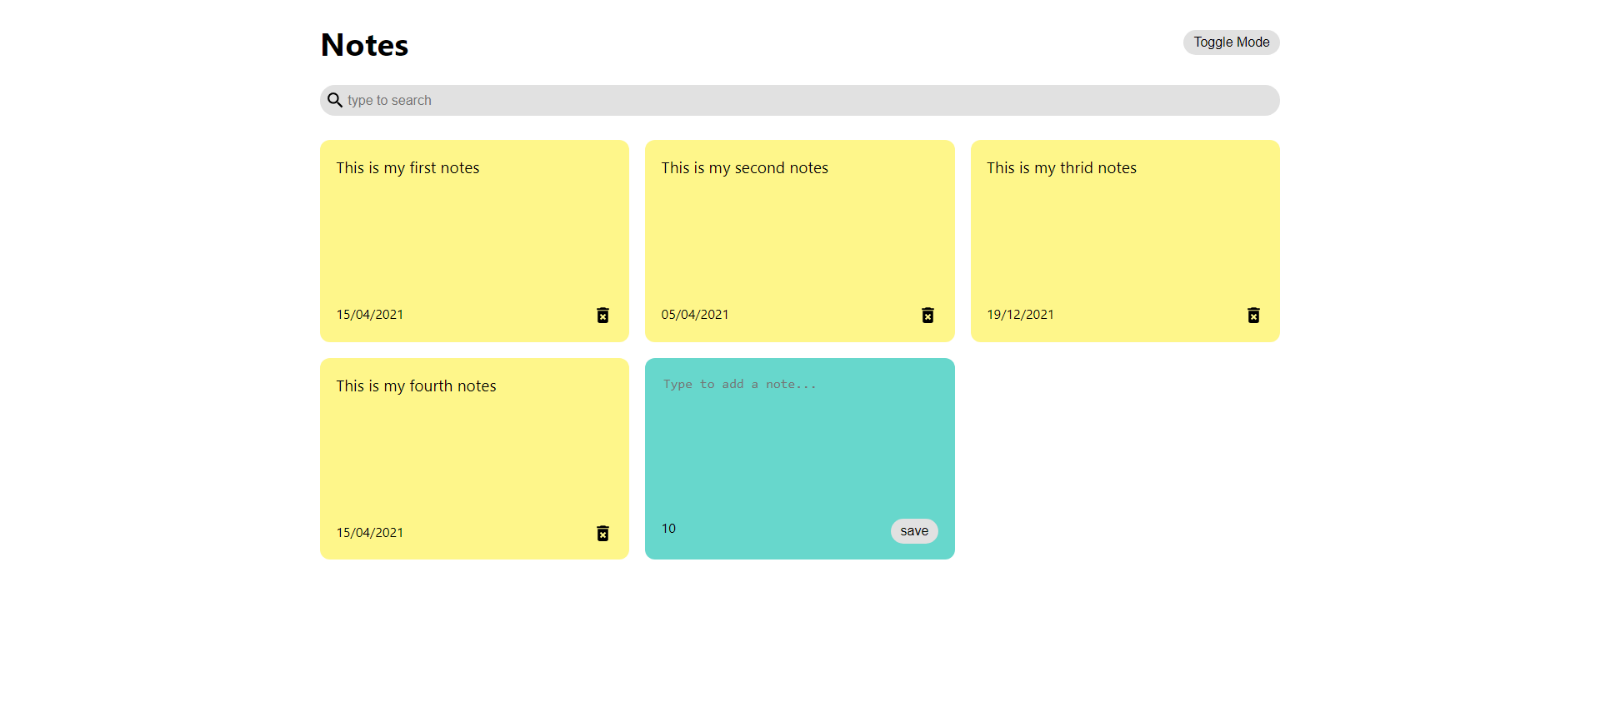 Notes
Toggle Mode
type to search
This is my first notes
This is my second notes
This is my thrid notes
15/04/2021
05/04/2021
19/12/2021
This is my fourth notes
Type to add a note...
15/04/2021
10
save